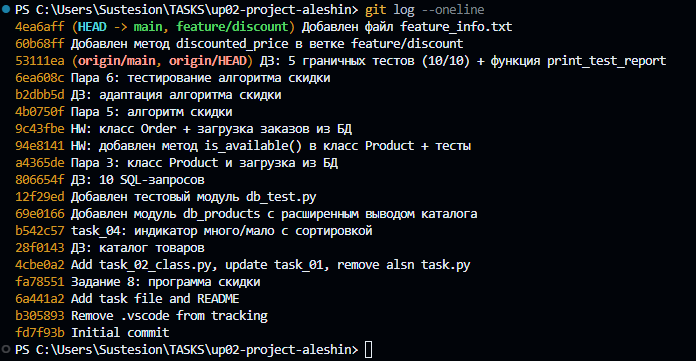 PS C:\Users\Sustesion\TASKS\up02-project-aleshin> git log --oneline
4ea6aff (HEAD -> main, feature/discount) Добавлен файл feature_info.txt
60b68ff Добавлен метод discounted_price в ветке feature/discount
53111ea (origin/main, origin/HEAD) ДЗ: 5 граничных тестов (10/10) + функция print_test_report
6ea608c Пара 6: тестирование алгоритма скидки
b2dbb5d ДЗ: адаптация алгоритма скидки
4b0750f Пара 5: алгоритм скидки
9c43fbe HW: класс Order + загрузка заказов из БД
94e8141 HW: добавлен метод is_available() в класс Product + тесты
a4365de Пара 3: класс Product и загрузка из БД
806654f ДЗ: 10 SQL-запросов
12f29ed Добавлен тестовый модуль db_test.py
69e0166 Добавлен модуль db_products с расширенным выводом каталога
b542c57 task_04: индикатор много/мало с сортировкой
28f0143 ДЗ: каталог товаров
4cbe0a2 Add task_02_class.py, update task_01, remove alsn task.py
fa78551 Задание 8: программа скидки
6a441a2 Add task file and README
b305893 Remove .vscode from tracking
fd7f93b Initial commit
PS C:\Users\Sustesion\TASKS\up02-project-aleshin>